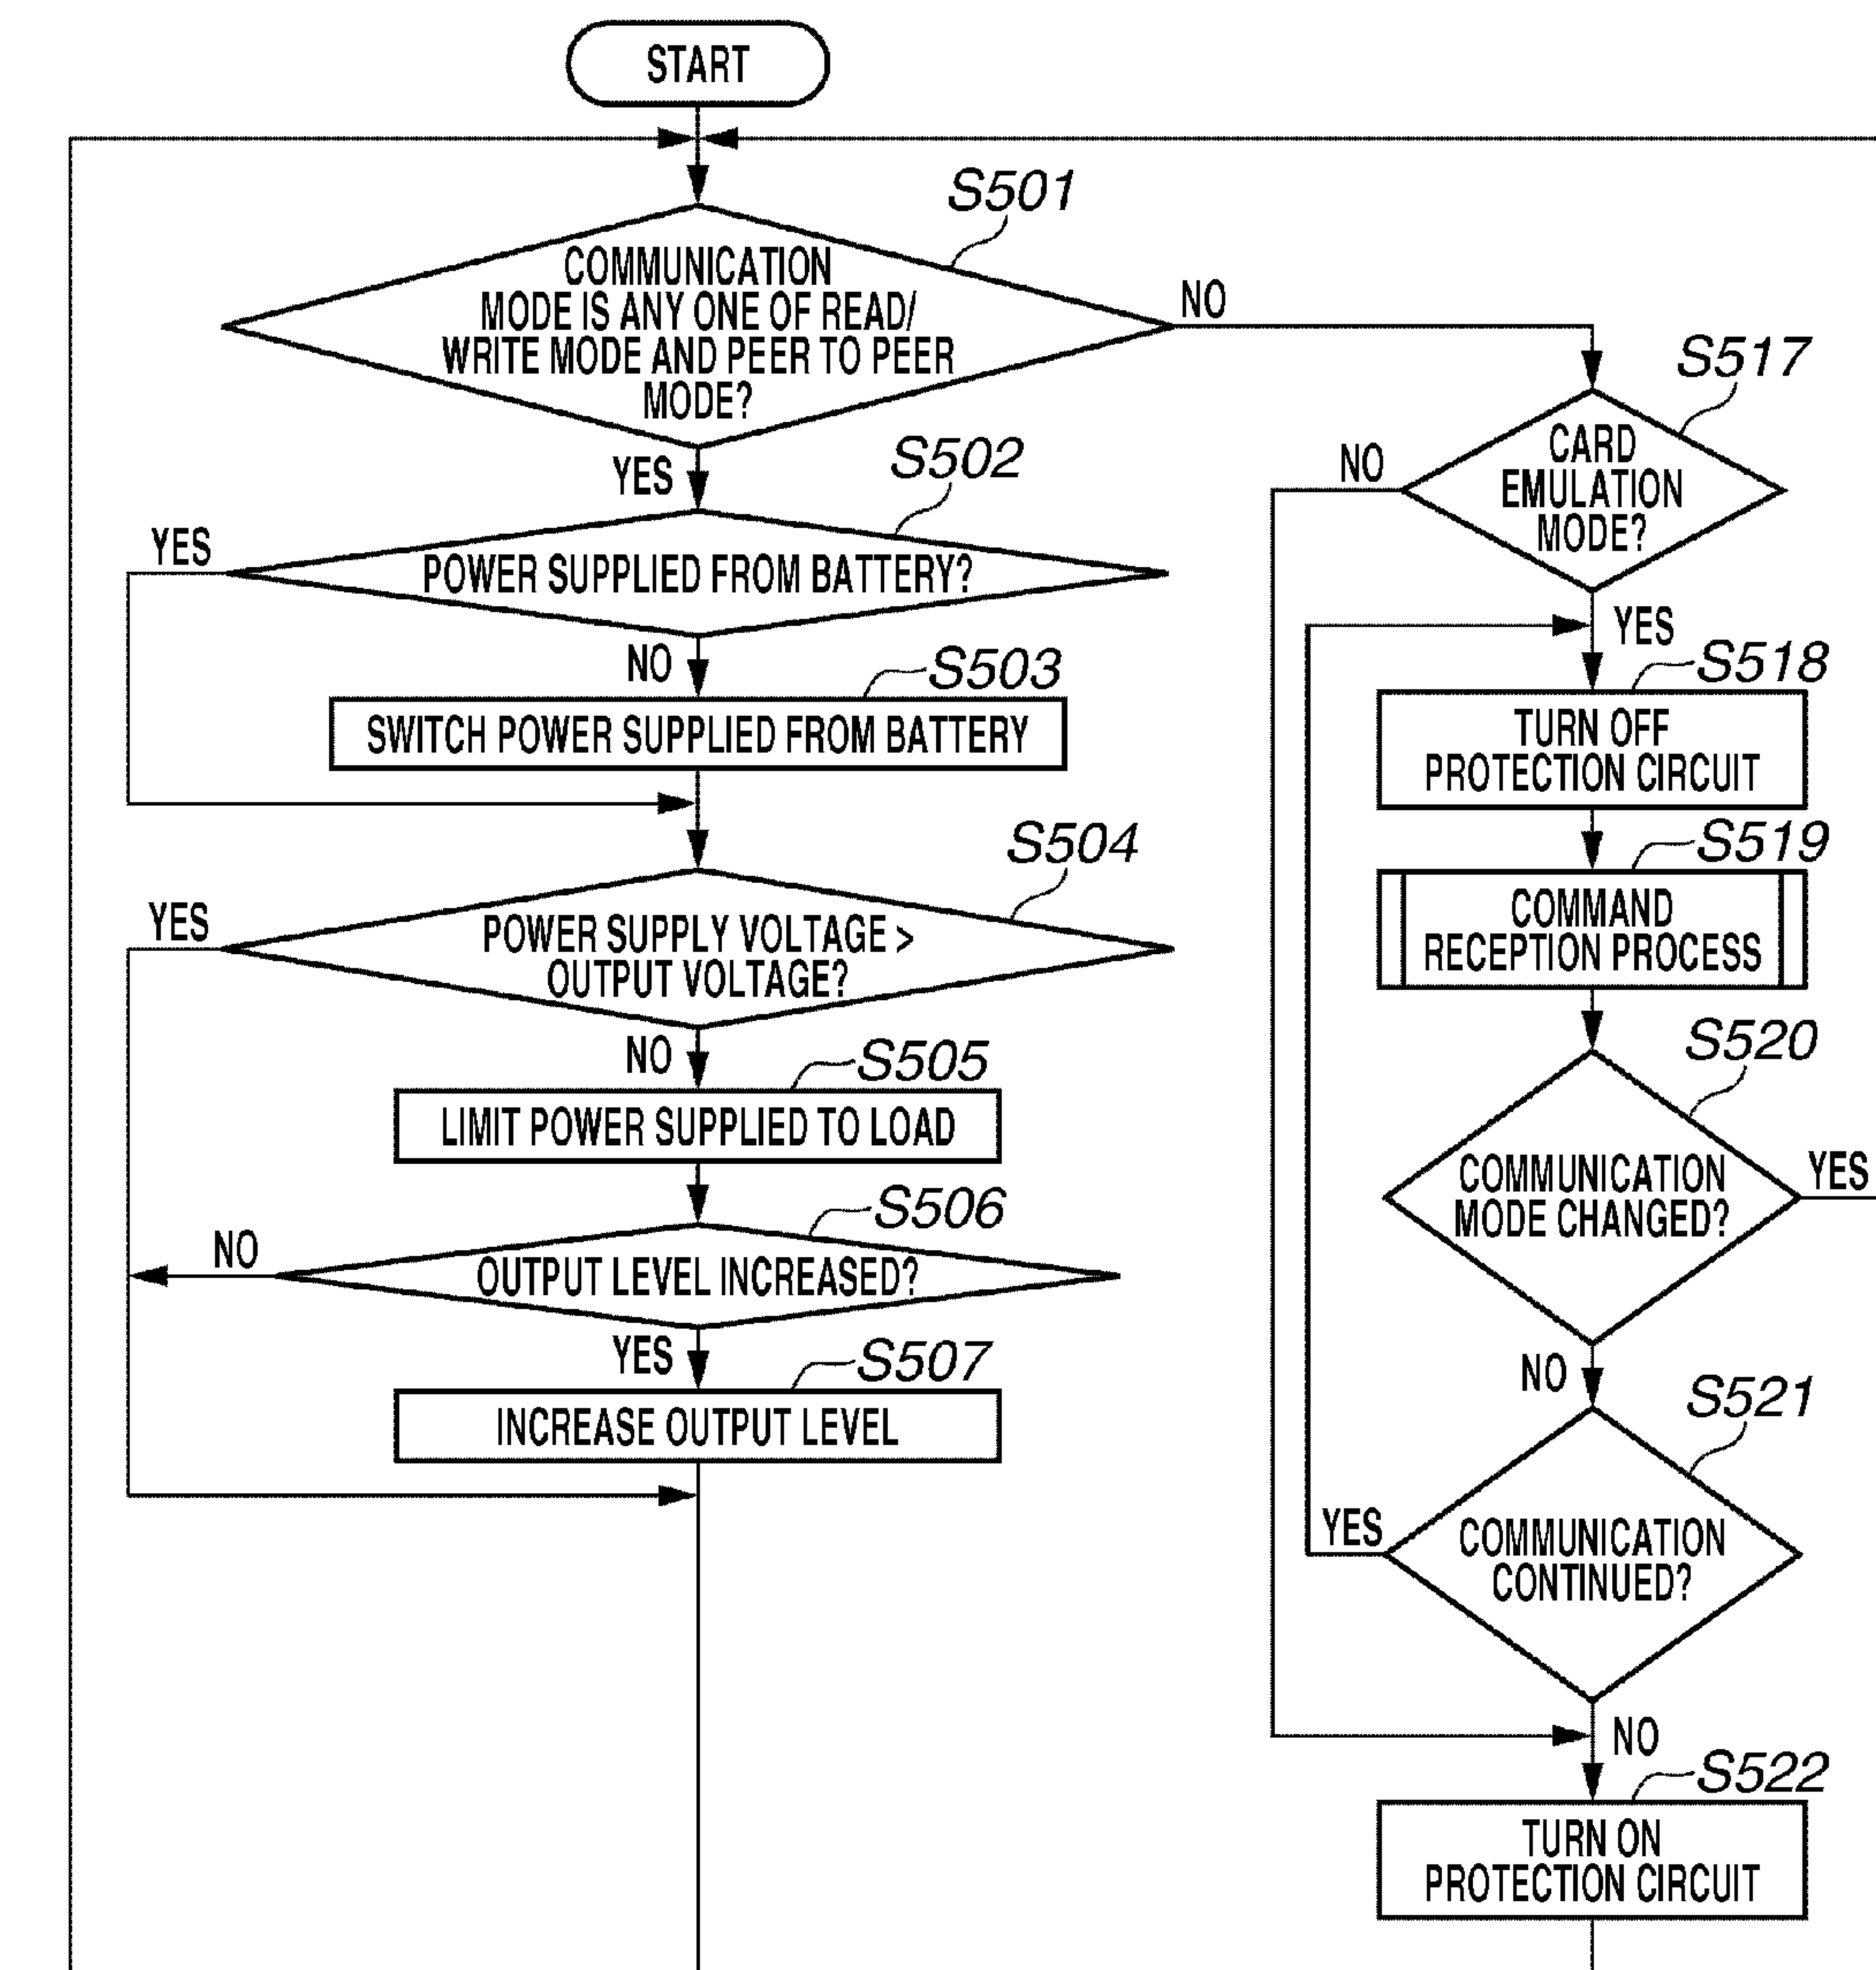 START
S501
COMMUNICATION
MODE IS ANY ONE OF READ/
WRITE MODE AND PEER TO PEER
MODE?
NO
YES
S502
POWER SUPPLIED FROM BATTERY?
YES
NO
S503
SWITCH POWER SUPPLIED FROM BATTERY
S504
POWER SUPPLY VOLTAGE >
OUTPUT VOLTAGE?
YES
NO
S505
LIMIT POWER SUPPLIED TO LOAD
S506
OUTPUT LEVEL INCREASED?
NO
YES
S507
INCREASE OUTPUT LEVEL
S517
CARD
EMULATION
MODE?
NO
YES
S518
TURN OFF
PROTECTION CIRCUIT
S519
COMMAND
RECEPTION PROCESS
S520
COMMUNICATION
MODE CHANGED?
YES
NO
S521
COMMUNICATION
CONTINUED?
YES
NO
S522
TURN ON
PROTECTION CIRCUIT